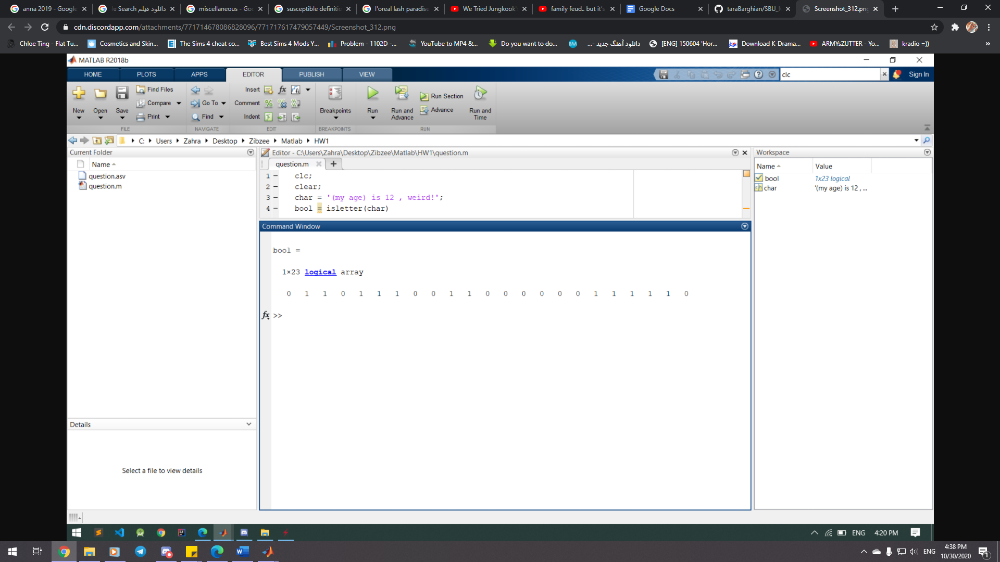 anna 2019 - Google
le Search دانلود فیلم
miscellaneous - Goo
susceptible definitio
l'oreal lash paradise
We Tried Jungkook'
family feud.. but it's
Google Docs
taraBarghian/SBU_M
Screenshot_312.png
cdn.discordapp.com/attachments/771714678086828096/771717617479057449/Screenshot_312.png
Chloe Ting - Flat Tu...
Cosmetics and Skin...
The Sims 4 cheat co...
Best Sims 4 Mods Y...
Problem - 1102D -...
YouTube to MP4 &...
Do you want to do...
دانلود آهنگ جدید -...
[ENG] 150604 'Hor...
Download K-Drama...
ARMYsZUTTER - Yo...
kradio =))
MATLAB R2018b
HOME PLOTS APPS EDITOR PUBLISH VIEW
clc
Sign In
New Open Save
Find Files
Compare
Print
FILE
Go To
Find
NAVIGATE
Insert
Comment
Indent
EDIT
Breakpoints
BREAKPOINTS
Run
Run and Advance
Run Section
Advance
Run and Time
RUN
C: Users Zahra Desktop Zibzee Matlab HW1
Current Folder
Name
question.asv
question.m
Details
Select a file to view details
Editor - C:\Users\Zahra\Desktop\Zibzee\Matlab\HW1\question.m
question.m
1 – clc;
2 – clear;
3 – char = '(my age) is 12 , weird!';
4 – bool = isletter(char)
Command Window
bool =
1×23 logical array
0 1 1 0 1 1 1 0 0 1 1 0 0 0 0 0 0 1 1 1 1 1 0
fx >>
Workspace
Name Value
bool 1x23 logical
char '(my age) is 12 , ...
ENG 4:20 PM
ENG
4:38 PM
10/30/2020
1